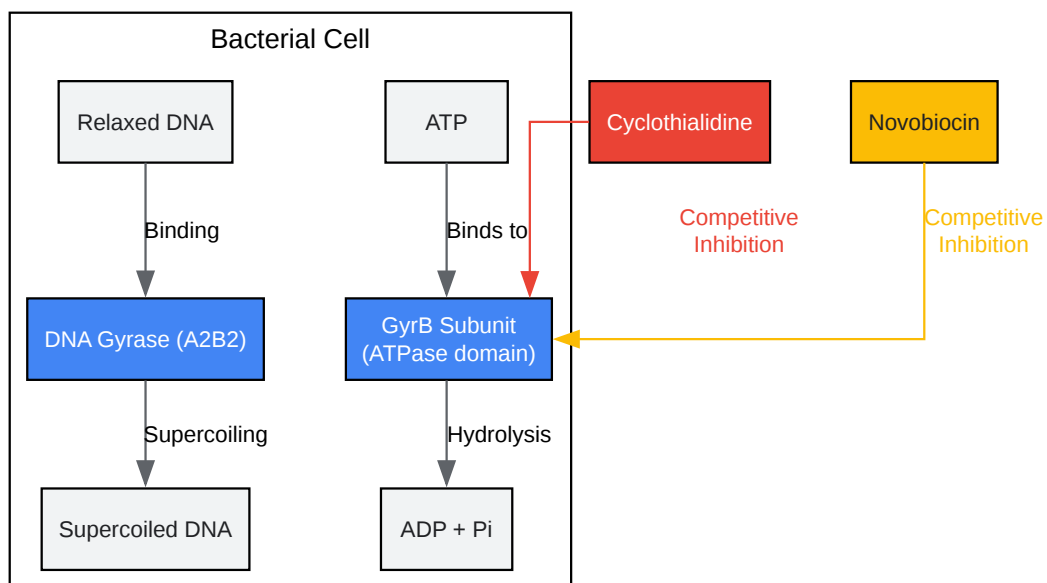 Bacterial Cell
Relaxed DNA
ATP
Cyclothialidine
Novobiocin
Binding
Binds to
Competitive
Inhibition
Competitive
Inhibition
DNA Gyrase (A2B2)
GyrB Subunit
(ATPase domain)
Supercoiling
Hydrolysis
Supercoiled DNA
ADP + Pi